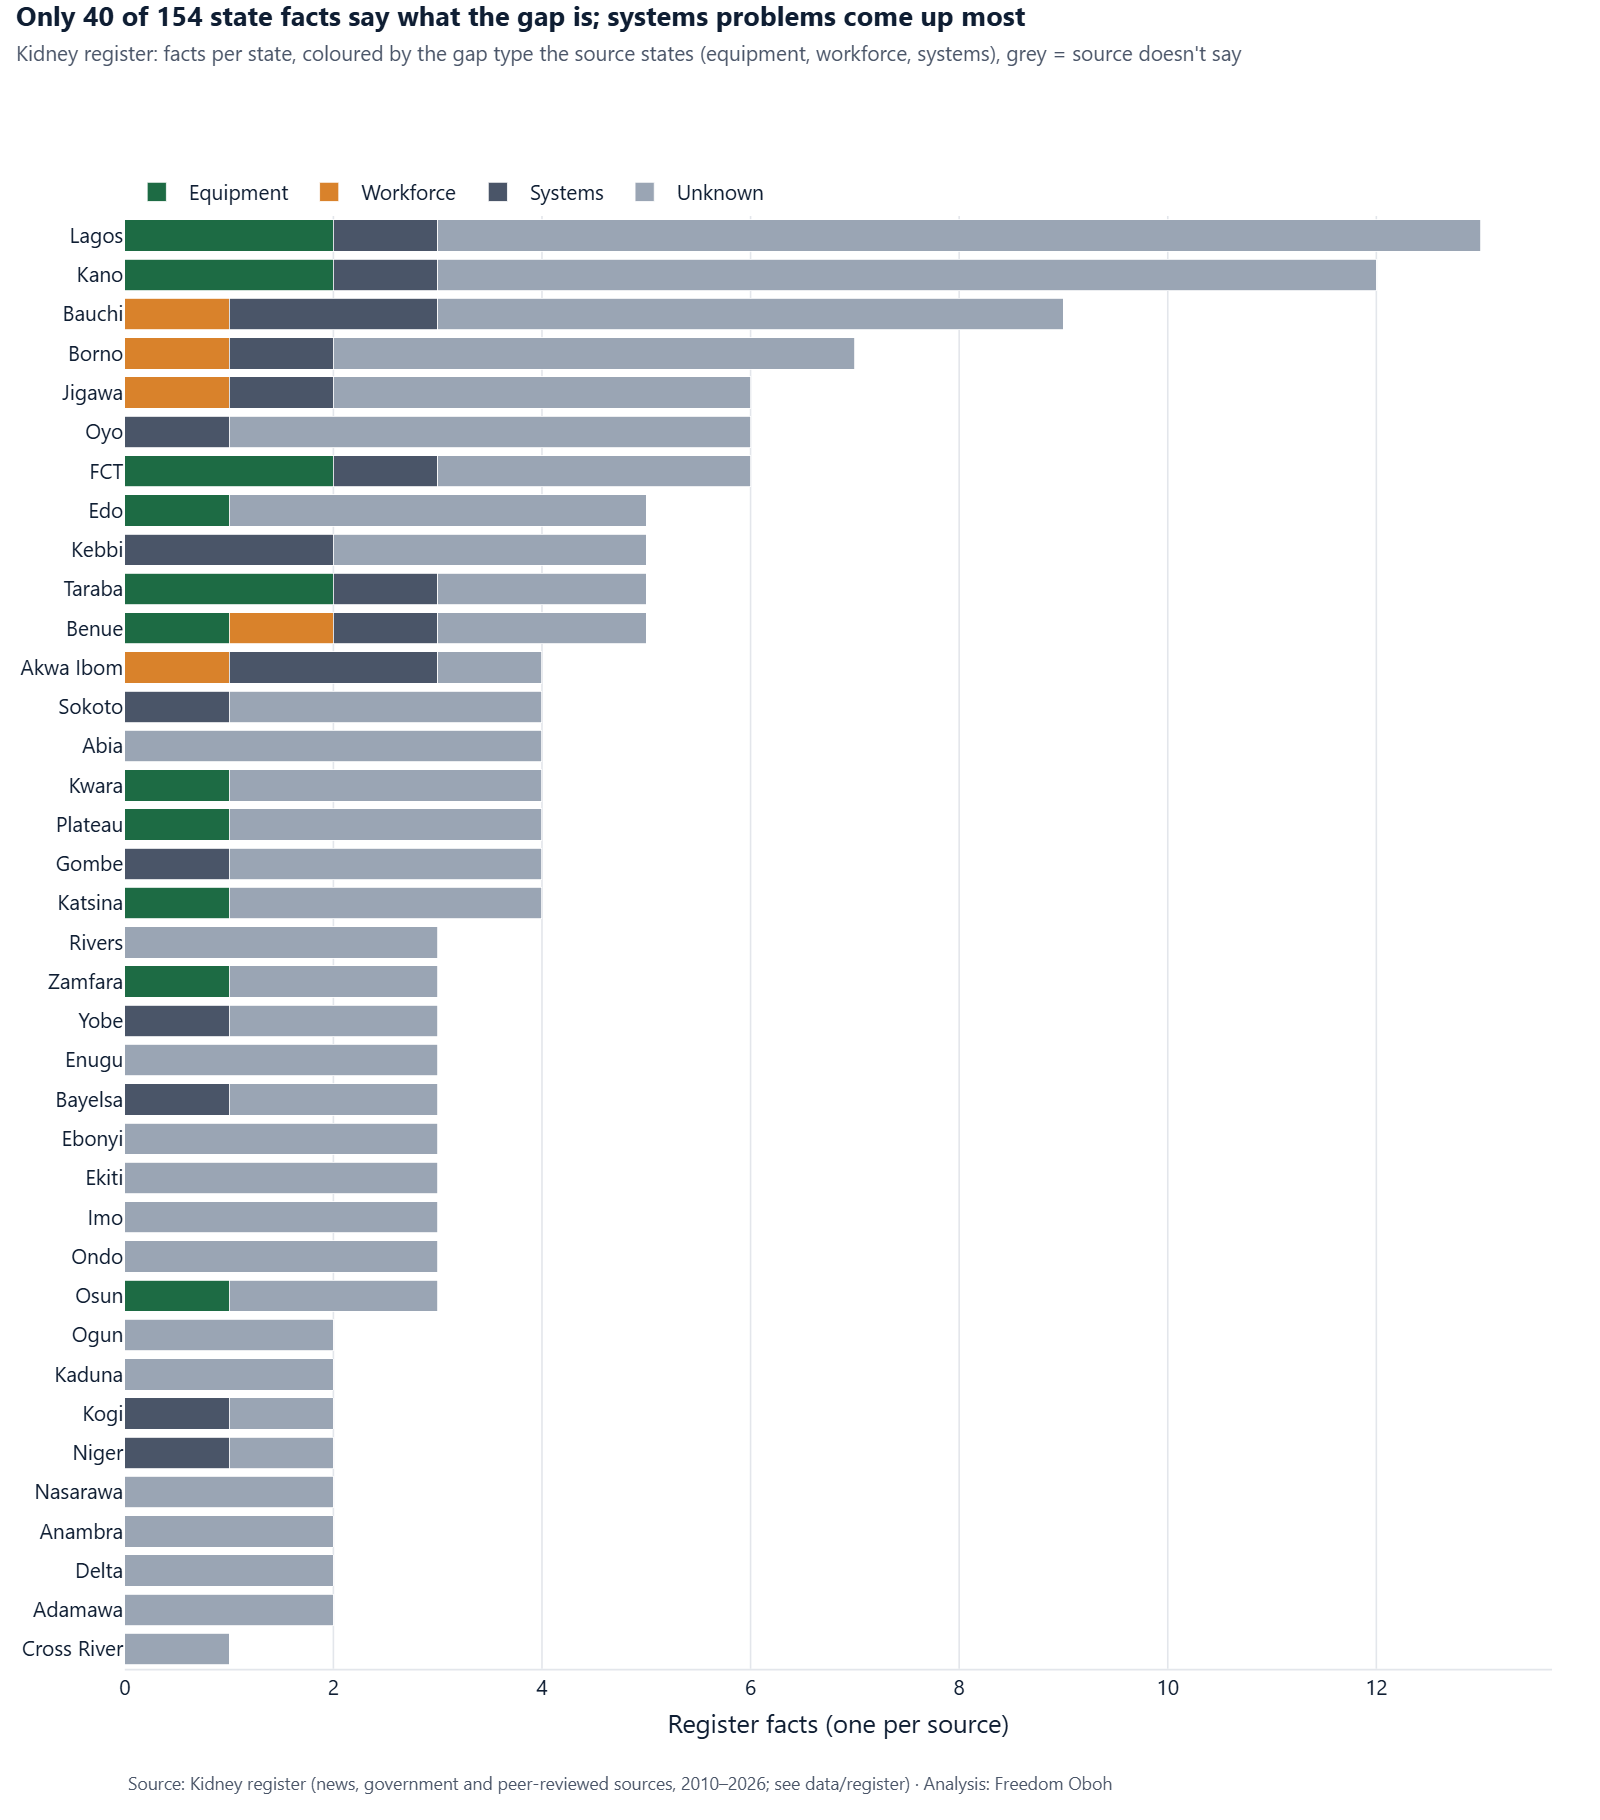 Only 40 of 154 state facts say what the gap is; systems problems come up most
Kidney register: facts per state, coloured by the gap type the source states (equipment, workforce, systems), grey = source doesn't say
Equipment Workforce Systems Unknown
Lagos
Kano
Bauchi
Borno
Jigawa
Oyo
FCT
Edo
Kebbi
Taraba
Benue
Akwa Ibom
Sokoto
Abia
Kwara
Plateau
Gombe
Katsina
Rivers
Zamfara
Yobe
Enugu
Bayelsa
Ebonyi
Ekiti
Imo
Ondo
Osun
Ogun
Kaduna
Kogi
Niger
Nasarawa
Anambra
Delta
Adamawa
Cross River
0 2 4 6 8 10 12
Register facts (one per source)
Source: Kidney register (news, government and peer-reviewed sources, 2010–2026; see data/register) · Analysis: Freedom Oboh